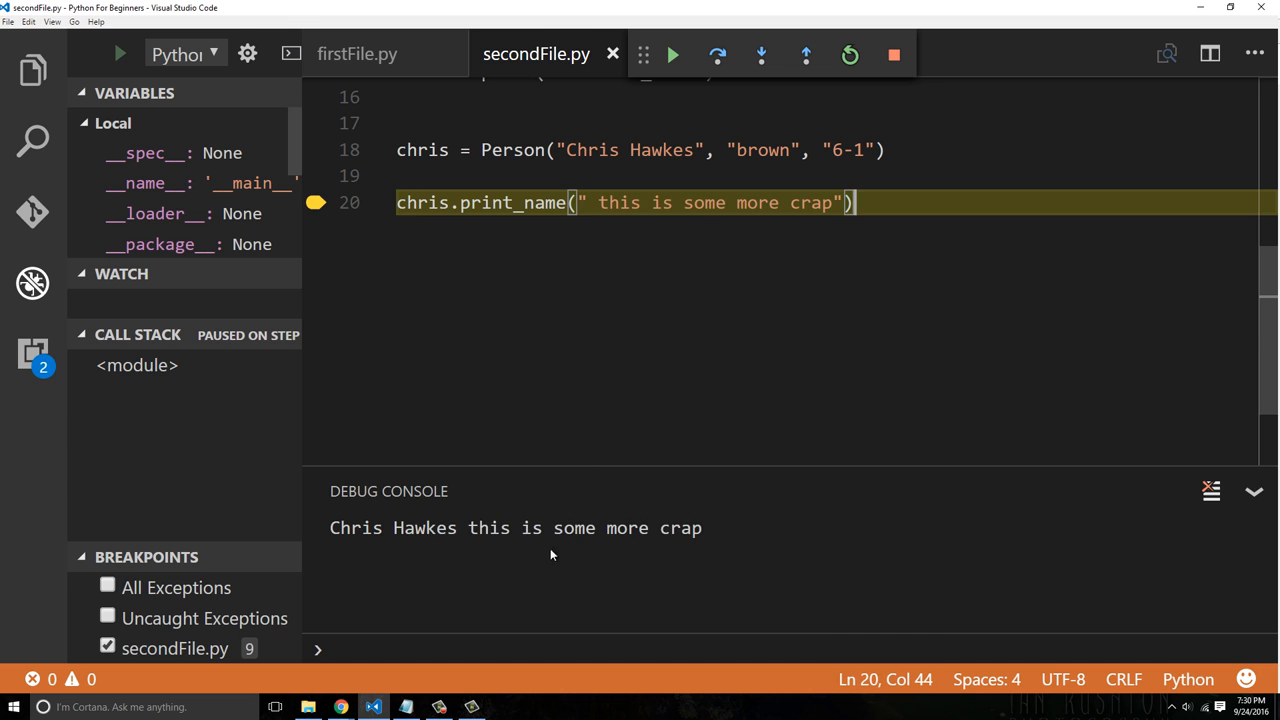 secondFile.py - Python For Beginners - Visual Studio Code
File Edit View Go Help
Pythor
firstFile.py
secondFile.py
VARIABLES
Local
__spec__: None
__name__: '__main__'
__loader__: None
__package__: None
WATCH
CALL STACK PAUSED ON STEP
<module>
BREAKPOINTS
All Exceptions
Uncaught Exceptions
secondFile.py 9
2
16
17
18 chris = Person("Chris Hawkes", "brown", "6-1")
19
20 chris.print_name(" this is some more crap")
DEBUG CONSOLE
Chris Hawkes this is some more crap
0 0
Ln 20, Col 44 Spaces: 4 UTF-8 CRLF Python
I'm Cortana. Ask me anything.
7:30 PM
9/24/2016